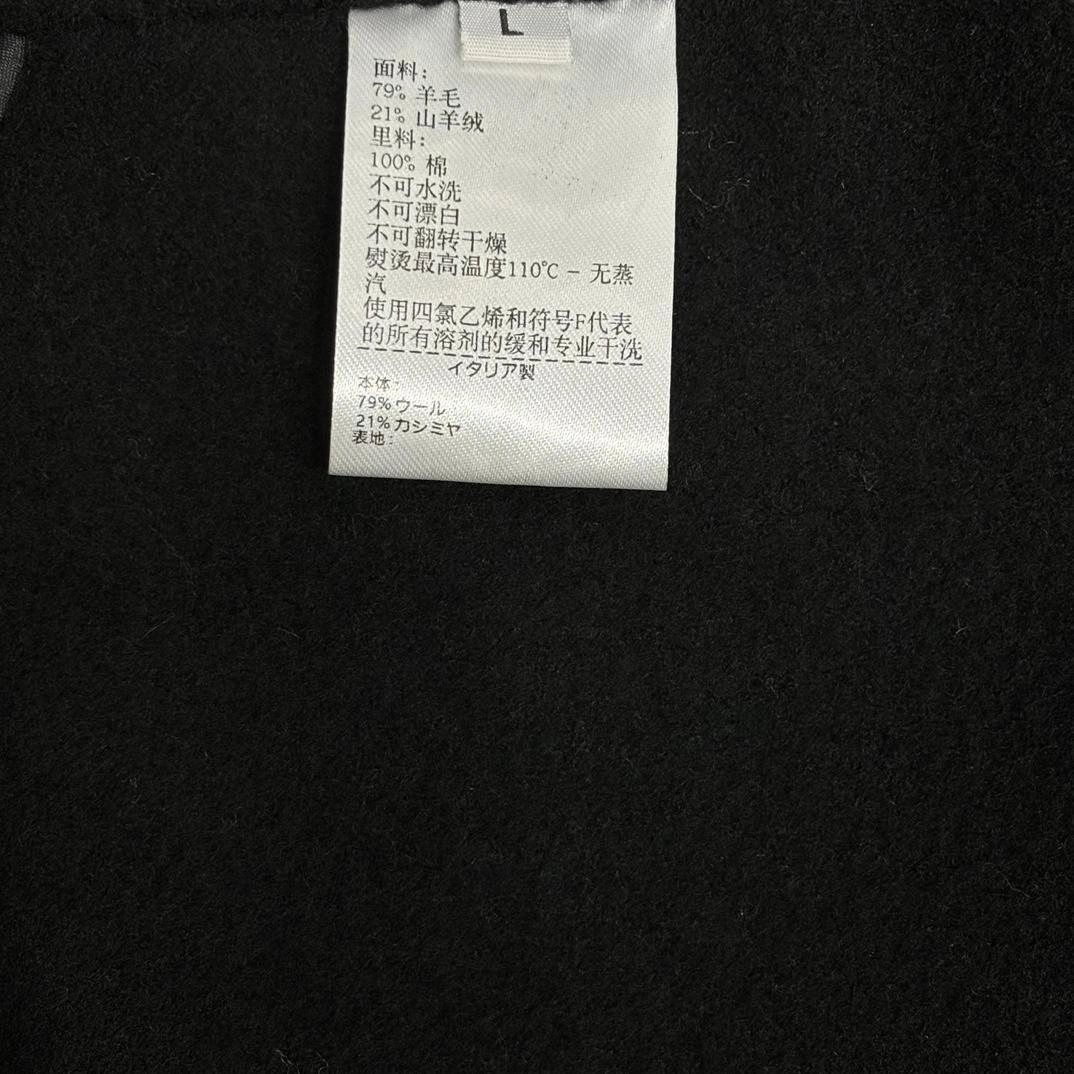 L
面料:
79% 羊毛
21% 山羊绒
里料:
100% 棉
不可水洗
不可漂白
不可翻转干燥
熨烫最高温度110℃ - 无蒸
汽
使用四氯乙烯和符号F代表
的所有溶剂的缓和专业干洗
イタリア製
本体:
79%ウール
21%カシミヤ
表地: